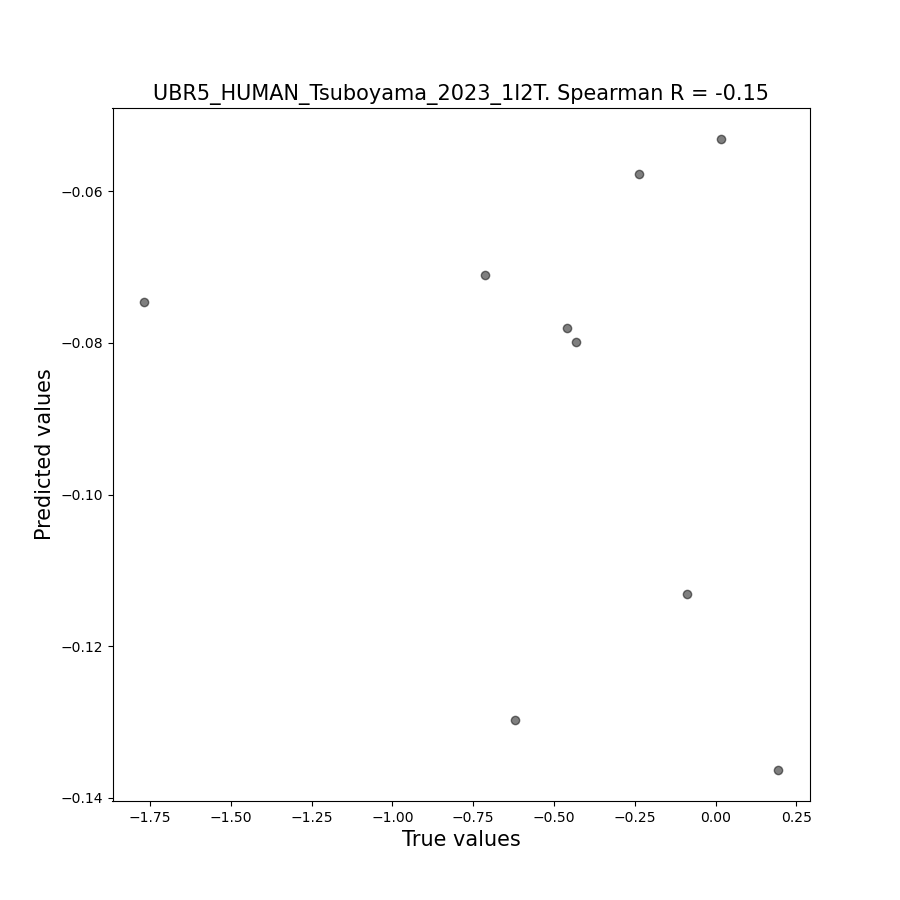 UBR5_HUMAN_Tsuboyama_2023_1I2T. Spearman R = -0.15
−0.06
−0.08
−0.10
−0.12
−0.14
Predicted values
−1.75 −1.50 −1.25 −1.00 −0.75 −0.50 −0.25 0.00 0.25
True values